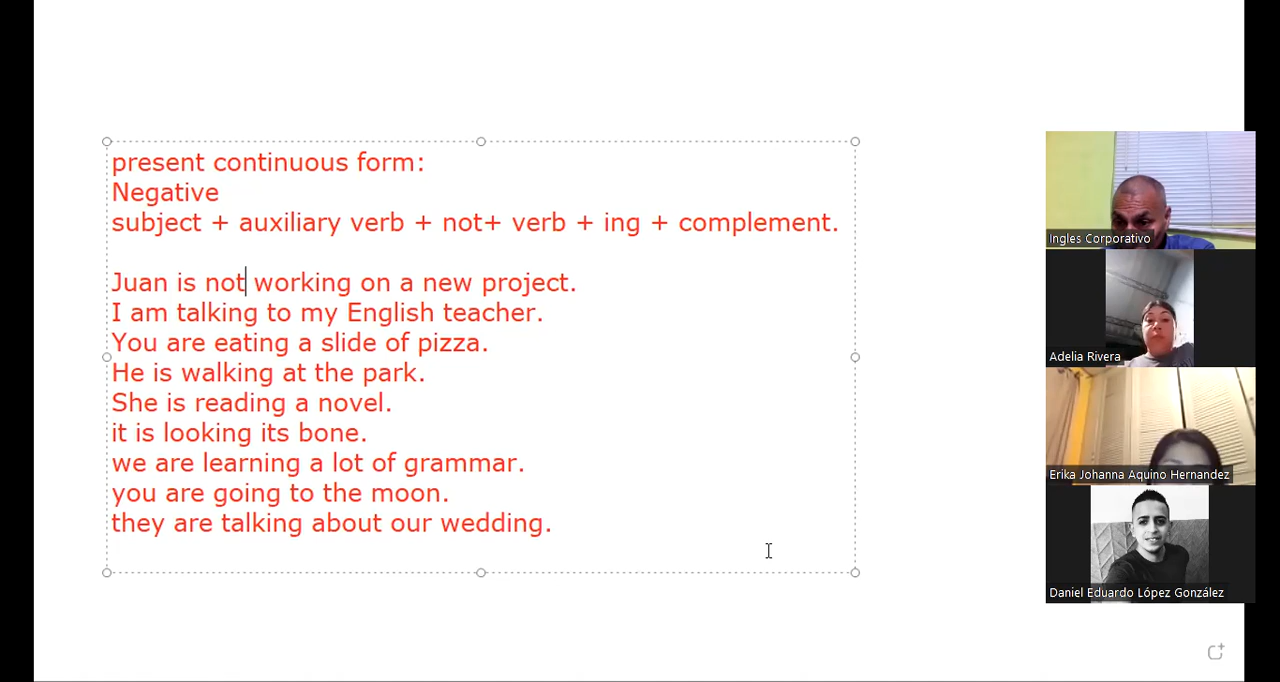 present continuous form:
Negative
subject + auxiliary verb + not+ verb + ing + complement.
Juan is not working on a new project.
I am talking to my English teacher.
You are eating a slide of pizza.
He is walking at the park.
She is reading a novel.
it is looking its bone.
we are learning a lot of grammar.
you are going to the moon.
they are talking about our wedding.
Ingles Corporativo
Adelia Rivera
Erika Johanna Aquino Hernandez
Daniel Eduardo López González